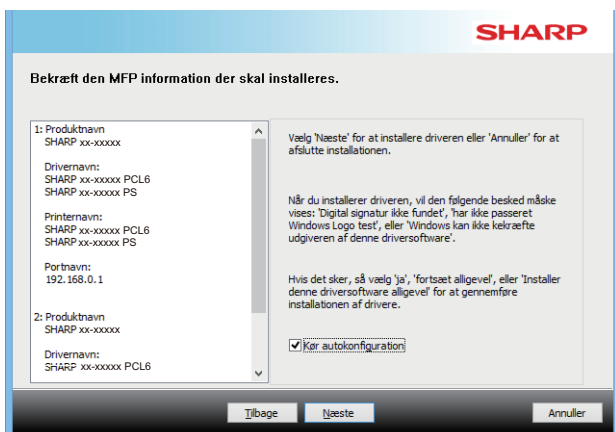 SHARP
Bekræft den MFP information der skal installeres.
1: Produktnavn
SHARP xx-xxxxx
Drivernavn:
SHARP xx-xxxxx PCL6
SHARP xx-xxxxx PS
Printernavn:
SHARP xx-xxxxx PCL6
SHARP xx-xxxxx PS
Portnavn:
192.168.0.1
2: Produktnavn
SHARP xx-xxxxx
Drivernavn:
SHARP xx-xxxxx PCL6
Vælg 'Næste' for at installere driveren eller 'Annuller' for at
afslutte installationen.
Når du installerer driveren, vil den følgende besked måske
vises: 'Digital signatur ikke fundet', 'har ikke passeret
Windows Logo test', eller 'Windows kan ikke kekræfte
udgiveren af denne driversoftware'.
Hvis det sker, så vælg 'ja', 'fortsæt alligevel', eller 'Installer
denne driversoftware alligevel' for at gennemføre
installationen af drivere.
Kør autokonfiguration
Tilbage
Næste
Annuller